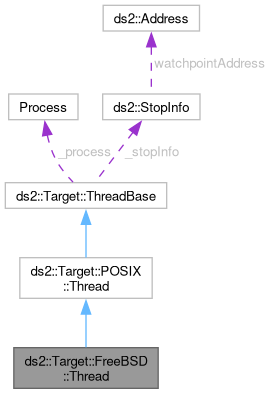 ds2::Address
watchpointAddress
Process
ds2::StopInfo
_process
_stopInfo
ds2::Target::ThreadBase
ds2::Target::POSIX
::Thread
ds2::Target::FreeBSD
::Thread